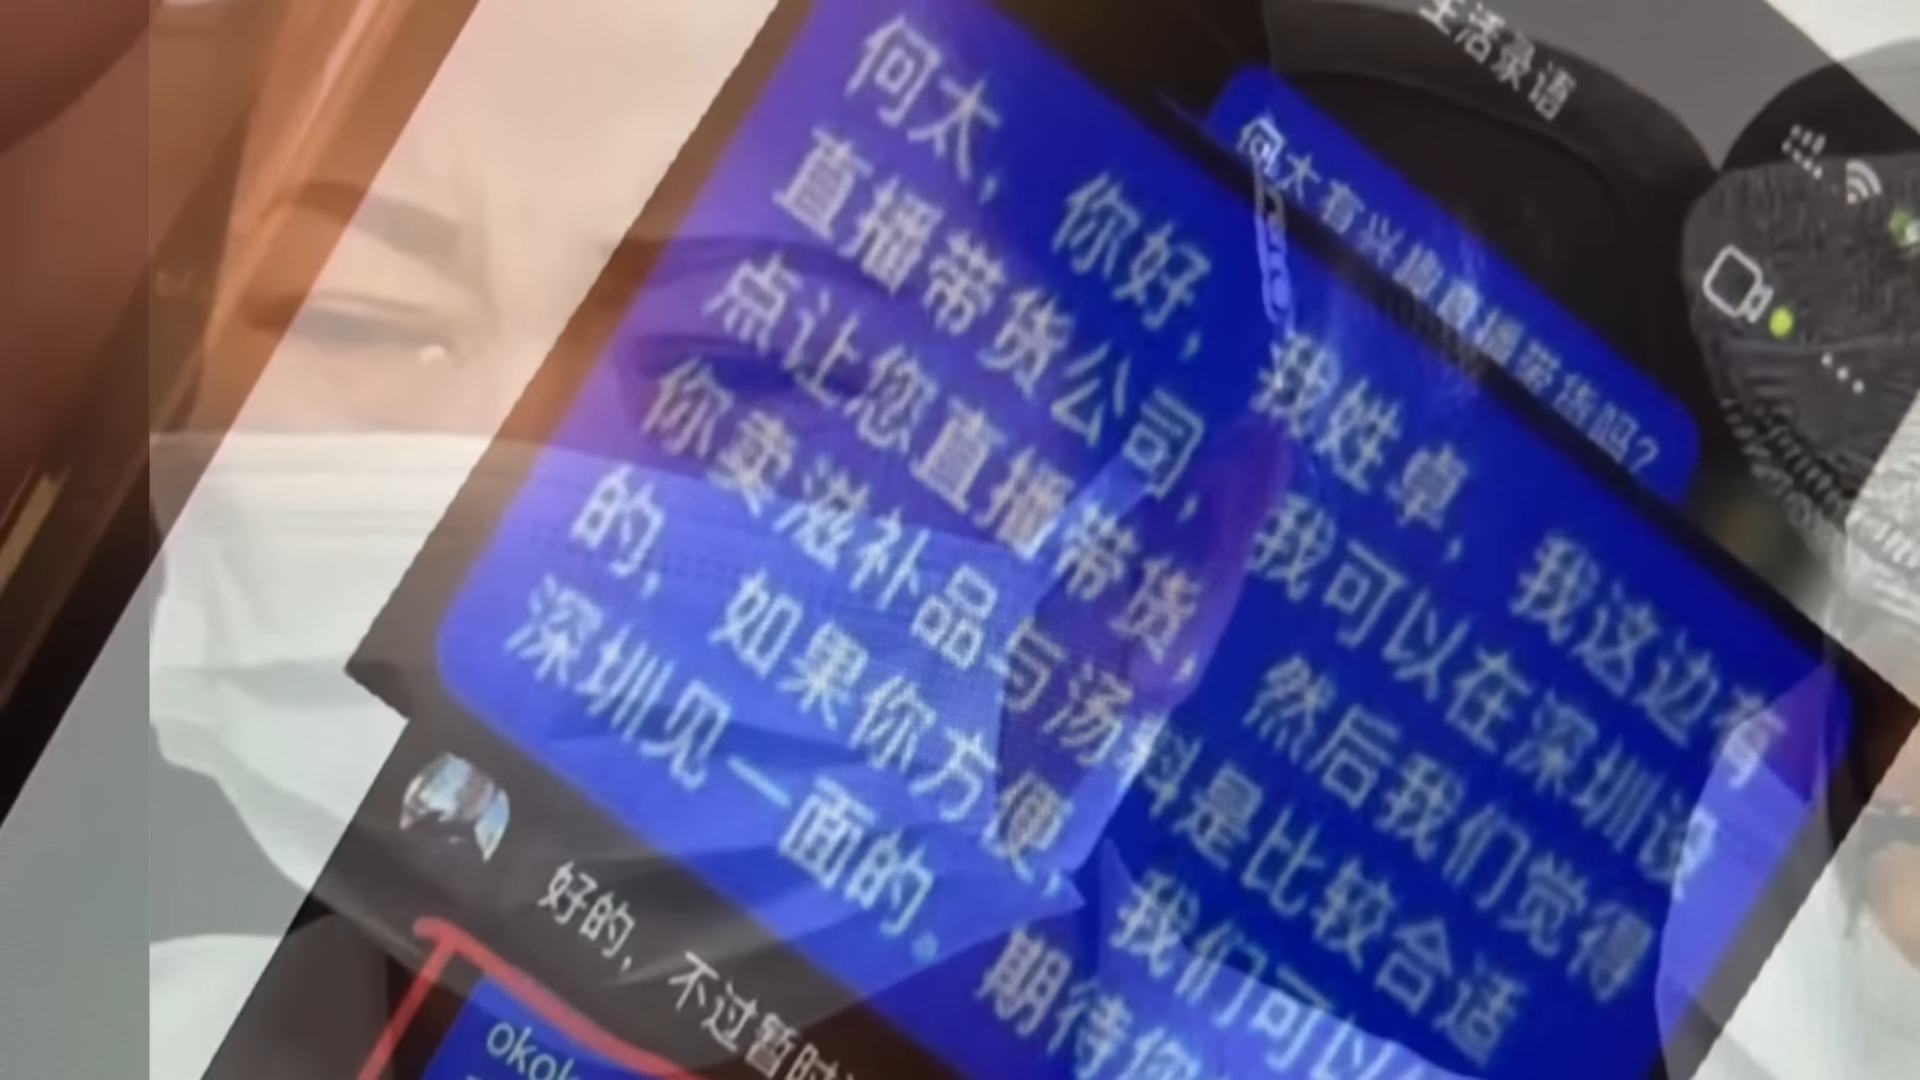 生活录语
何太有兴趣直播带货吗?
何太，你好，我姓卓，我这边有
直播带货公司，我可以在深圳设
点让您直播带货，然后我们觉得
你卖滋补品与汤料是比较合适
的，如果你方便，我们可以
深圳见一面的。期待您
好的，不过暂时
okok